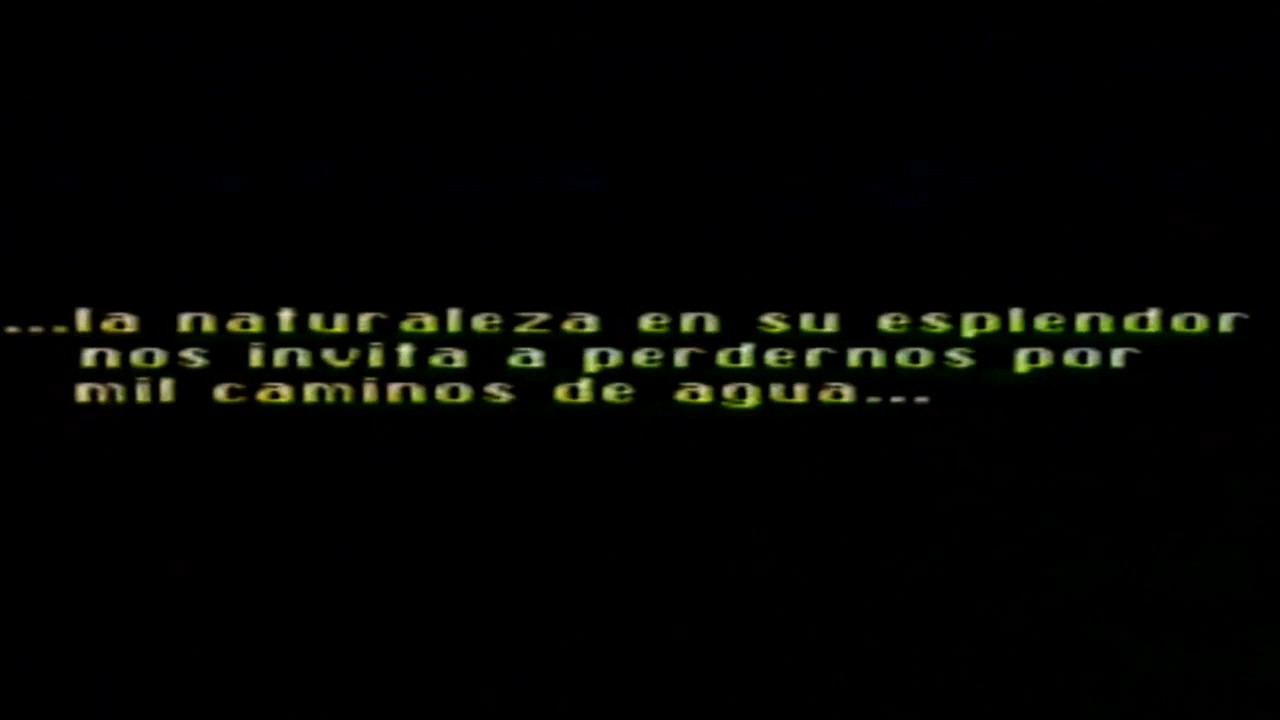 ...la naturaleza en su esplendor
nos invita a perdernos por
mil caminos de agua...